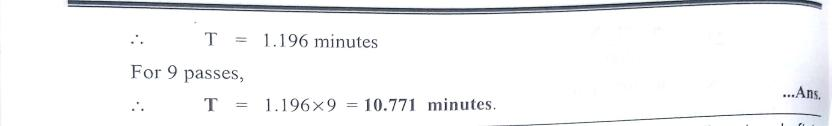 ∴ T = 1.196 minutes
For 9 passes,
∴ T = 1.196×9 = 10.771 minutes.
...Ans.